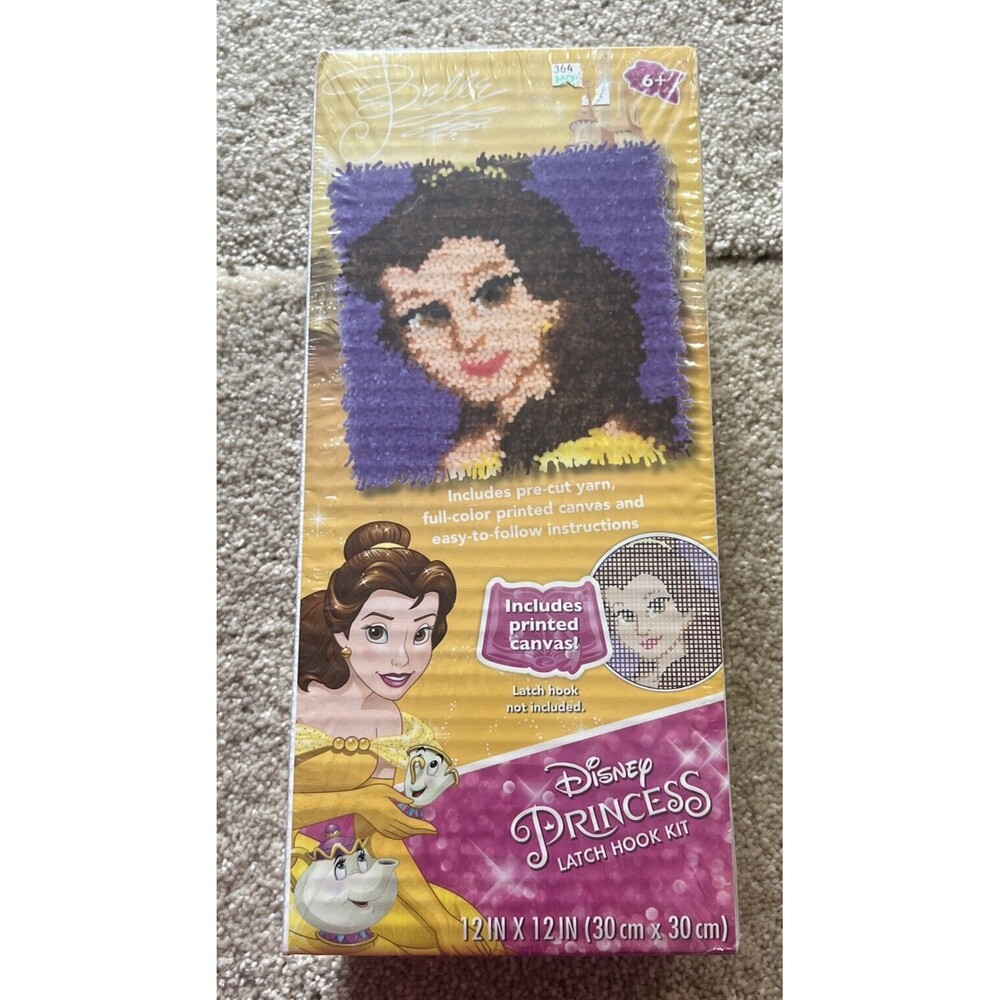 Belle
364
6+
Includes pre-cut yarn,
full-color printed canvas and
easy-to-follow instructions
Includes
printed
canvas!
Latch hook
not included.
Disney
PRINCESS
LATCH HOOK KIT
12 IN X 12 IN (30 cm x 30 cm)